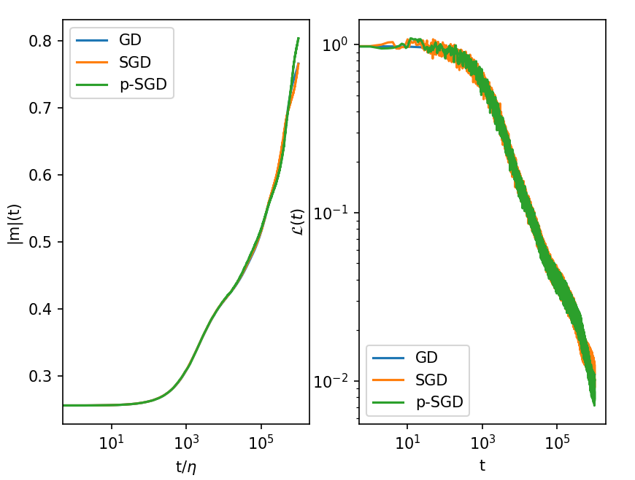 0.8
0.7
0.6
0.5
0.4
0.3
|m|(t)
10¹ 10³ 10⁵
t/η
GD
SGD
p-SGD
10⁰
10⁻¹
10⁻²
ℒ(t)
10¹ 10³ 10⁵
t
GD
SGD
p-SGD